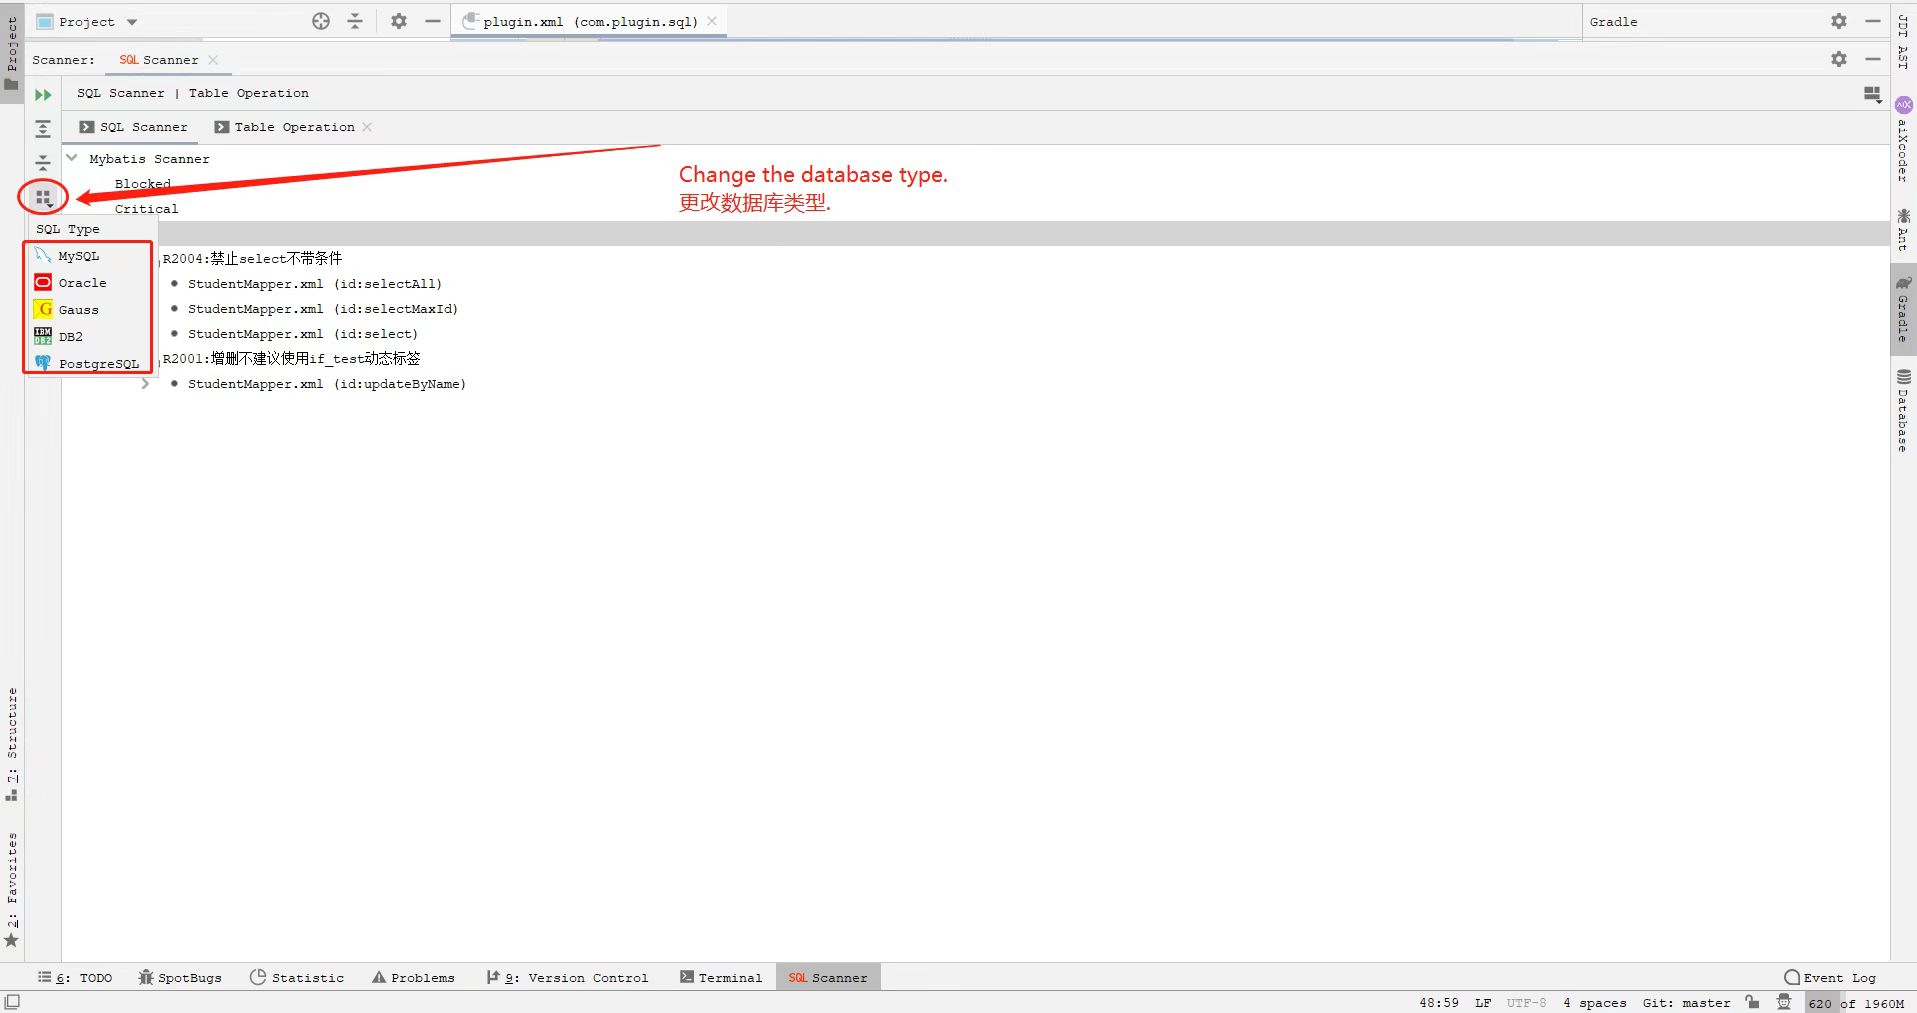 Project
plugin.xml (com.plugin.sql)
Gradle
Scanner:
SQL Scanner
SQL Scanner | Table Operation
SQL Scanner
Table Operation
Mybatis Scanner
Blocked
Critical
Change the database type.
更改数据库类型.
SQL Type
MySQL
Oracle
G Gauss
IBM DB2 DB2
PostgreSQL
R2004:禁止select不带条件
StudentMapper.xml (id:selectAll)
StudentMapper.xml (id:selectMaxId)
StudentMapper.xml (id:select)
R2001:增删不建议使用if_test动态标签
StudentMapper.xml (id:updateByName)
Project
7: Structure
2: Favorites
JDT AST
aiXcoder
Ant
Gradle
Database
6: TODO
SpotBugs
Statistic
Problems
9: Version Control
Terminal
SQL Scanner
Event Log
48:59 LF UTF-8 4 spaces Git: master 620 of 1960M